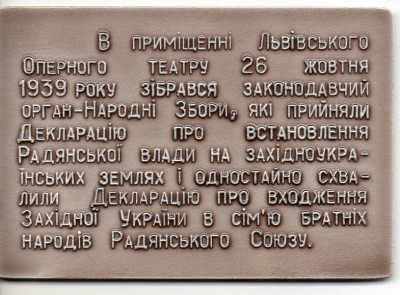 В приміщенні Львівського
Оперного театру 26 жовтня
1939 року зібрався законодавчий
орган-Народні Збори, які прийняли
Декларацію про встановлення
Радянської влади на західноукра-
їнських землях і одностайно схва-
лили Декларацію про входження
Західної України в сім'ю братніх
народів Радянського Союзу.